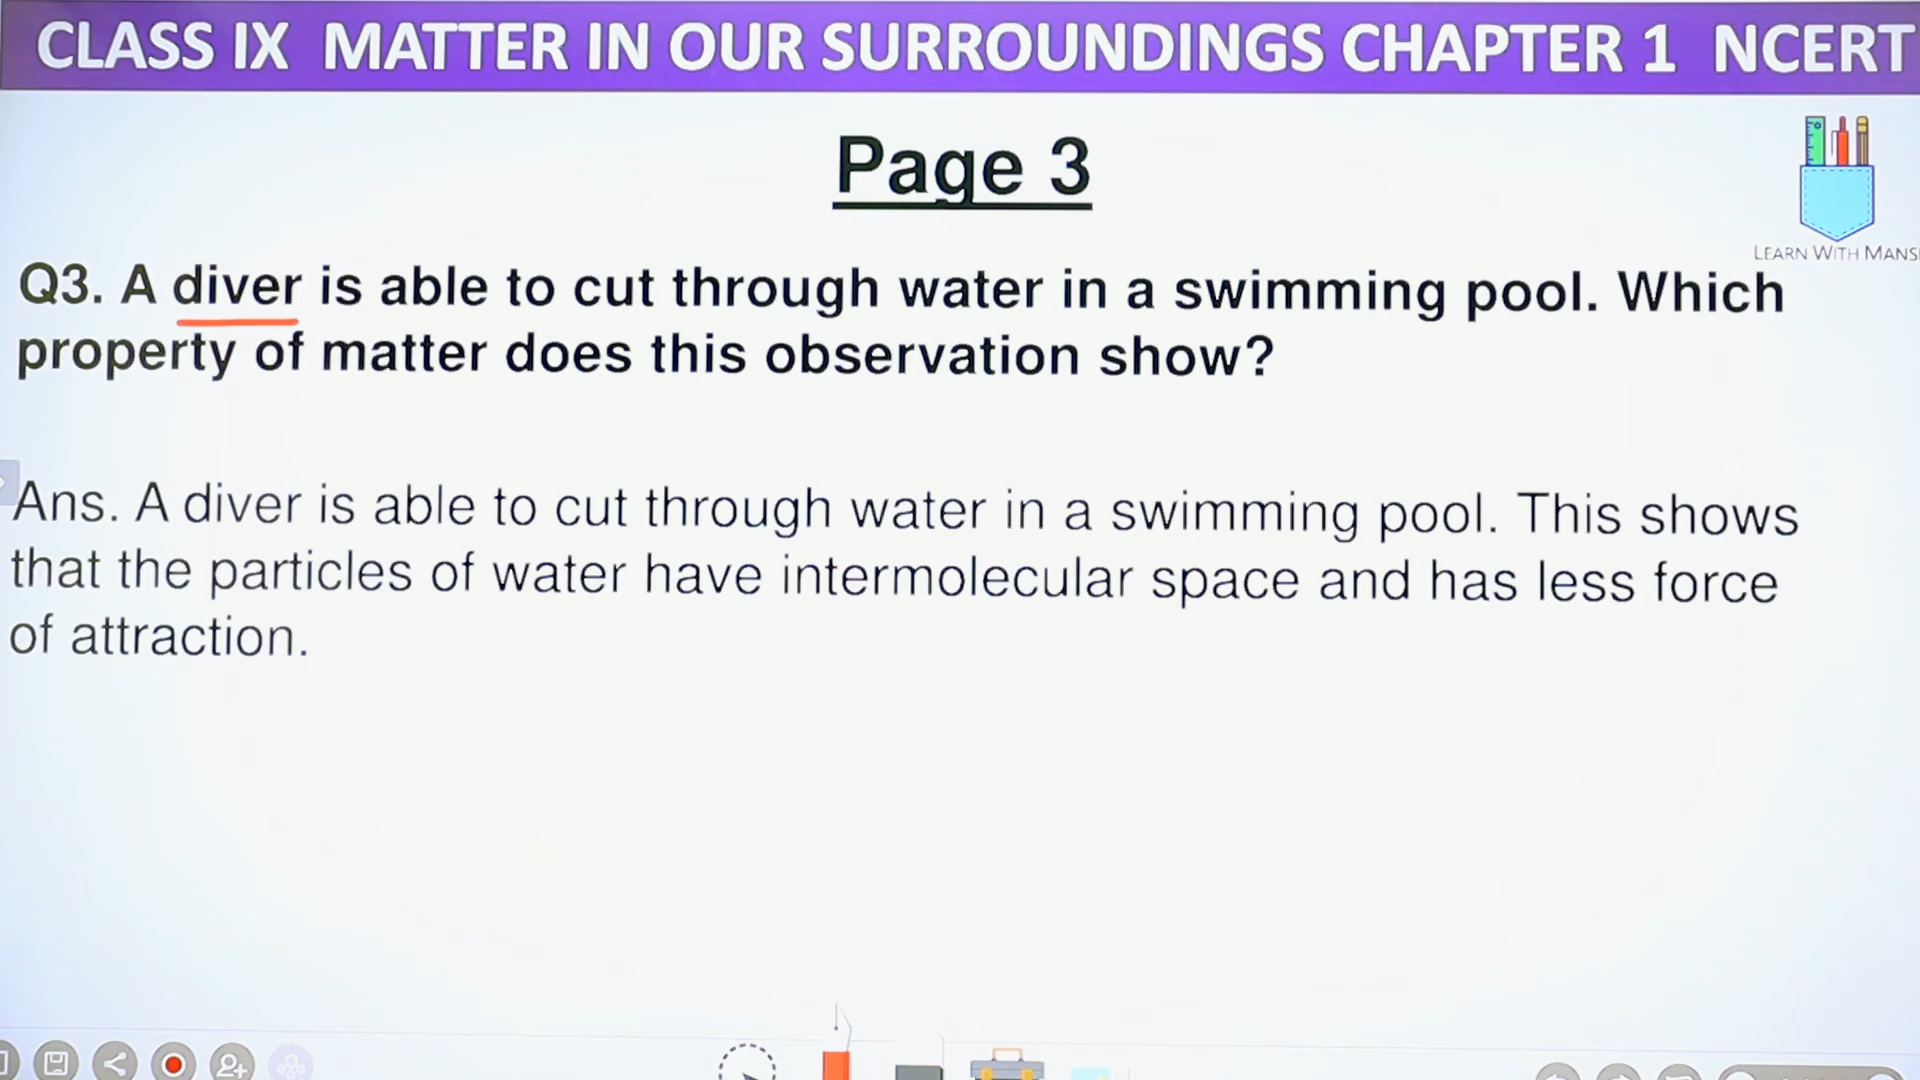 CLASS IX MATTER IN OUR SURROUNDINGS CHAPTER 1 NCERT
Page 3
LEARN WITH MANSI
Q3. A diver is able to cut through water in a swimming pool. Which
property of matter does this observation show?
Ans. A diver is able to cut through water in a swimming pool. This shows
that the particles of water have intermolecular space and has less force
of attraction.